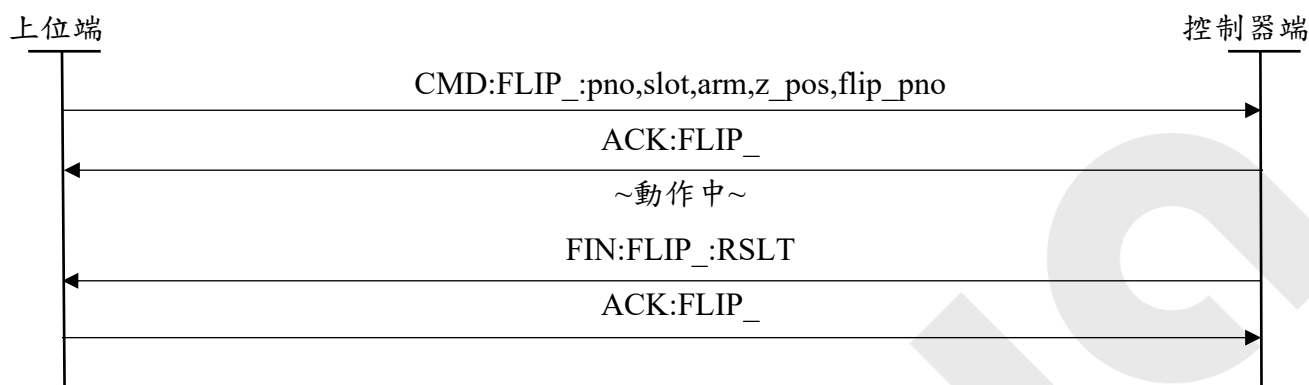 上位端 控制器端
CMD:FLIP_:pno,slot,arm,z_pos,flip_pno
ACK:FLIP_
~動作中~
FIN:FLIP_:RSLT
ACK:FLIP_